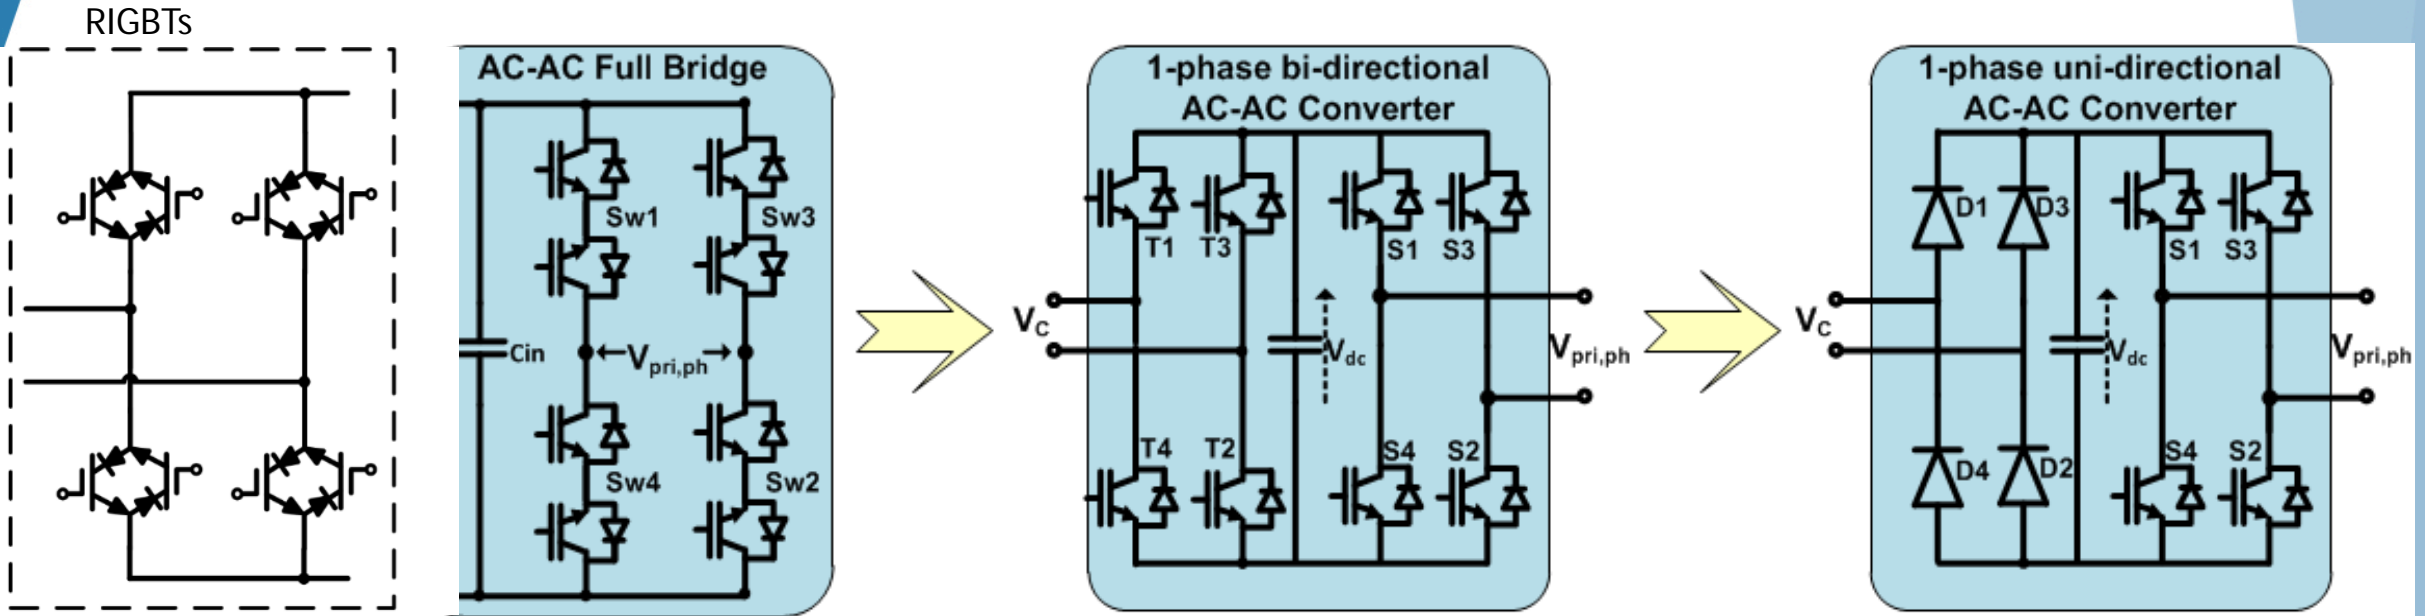 RIGBTs
AC-AC Full Bridge
Sw1
Sw3
Cin
Vpri,ph
Sw4
Sw2
1-phase bi-directional
AC-AC Converter
T1
T3
S1
S3
VC
Vdc
Vpri,ph
T4
T2
S4
S2
1-phase uni-directional
AC-AC Converter
D1
D3
S1
S3
VC
Vdc
Vpri,ph
D4
D2
S4
S2